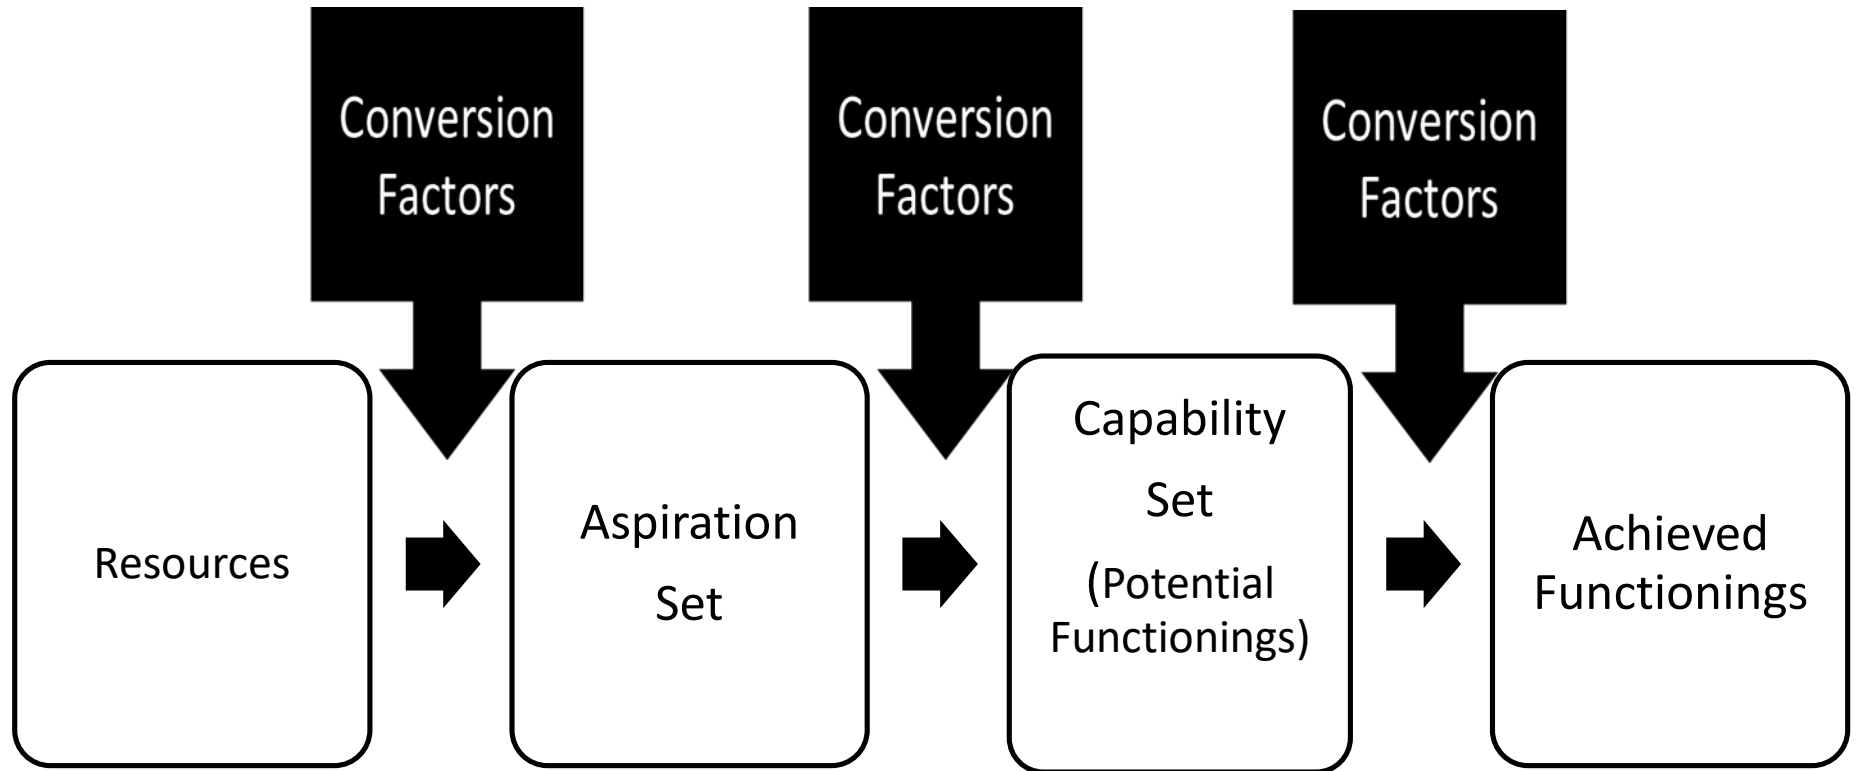 Conversion
Factors
Conversion
Factors
Conversion
Factors
Resources
Aspiration
Set
Capability
Set
(Potential
Functionings)
Achieved
Functionings